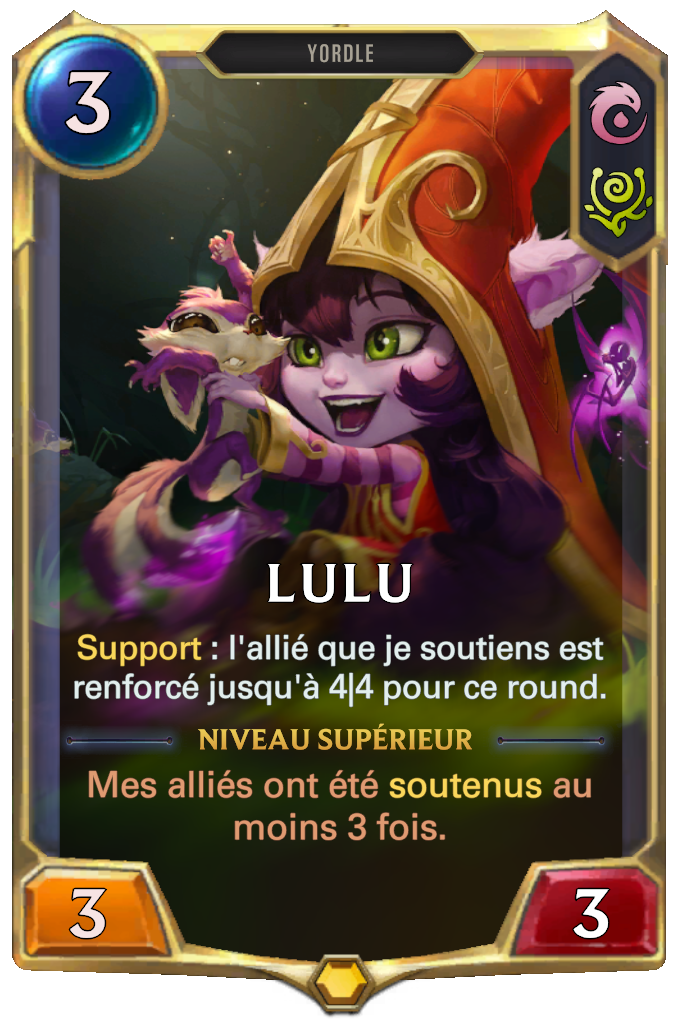 3
YORDLE
LULU
Support : l'allié que je soutiens est
renforcé jusqu'à 4|4 pour ce round.
NIVEAU SUPÉRIEUR
Mes alliés ont été soutenus au
moins 3 fois.
3
3